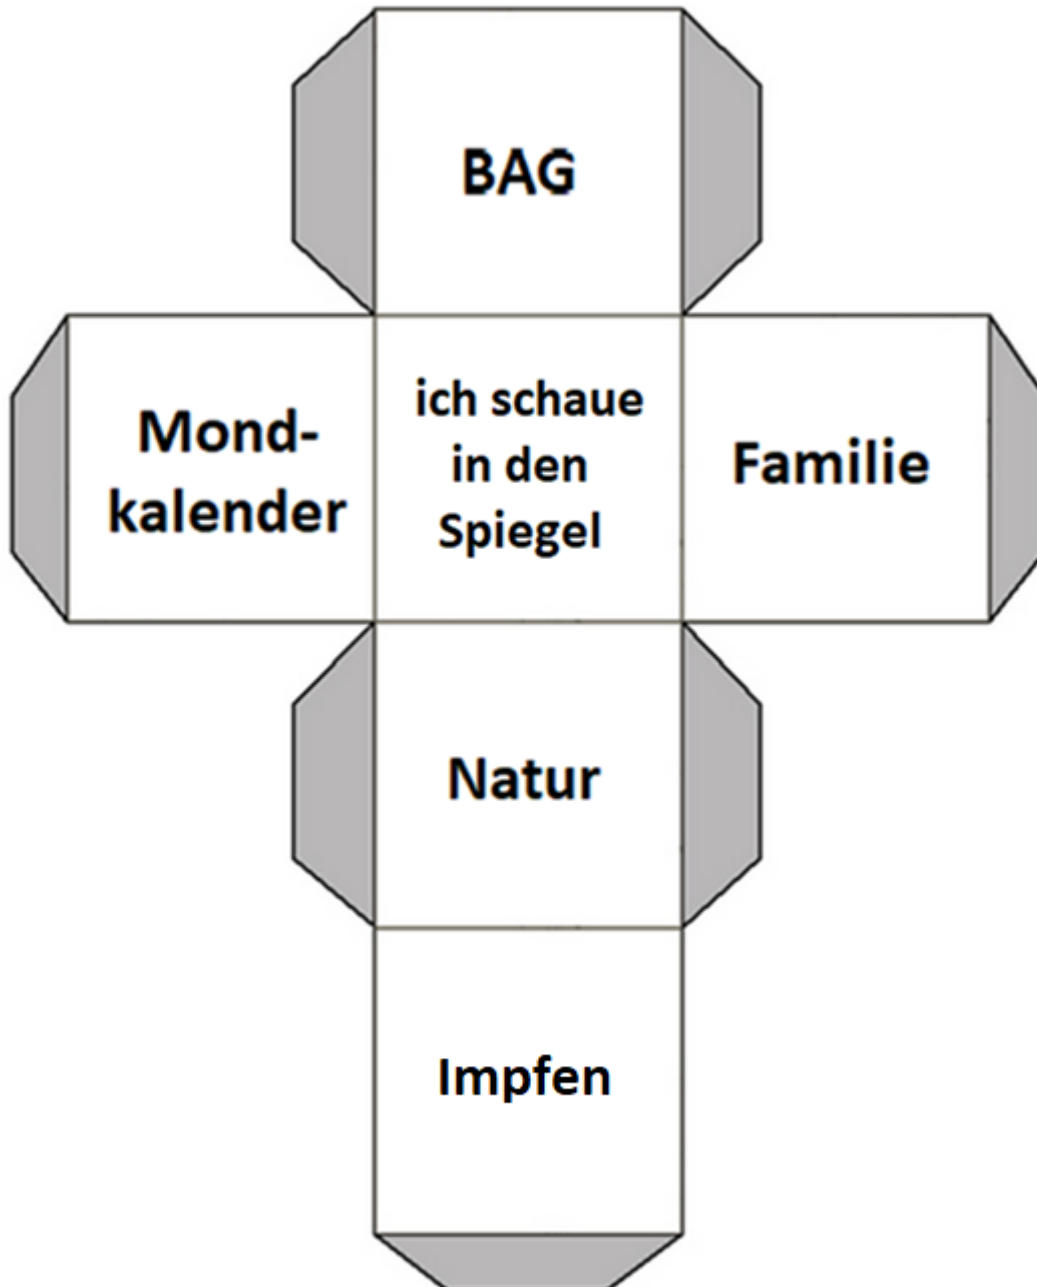 BAG
Mond-
kalender
ich schaue
in den
Spiegel
Familie
Natur
Impfen